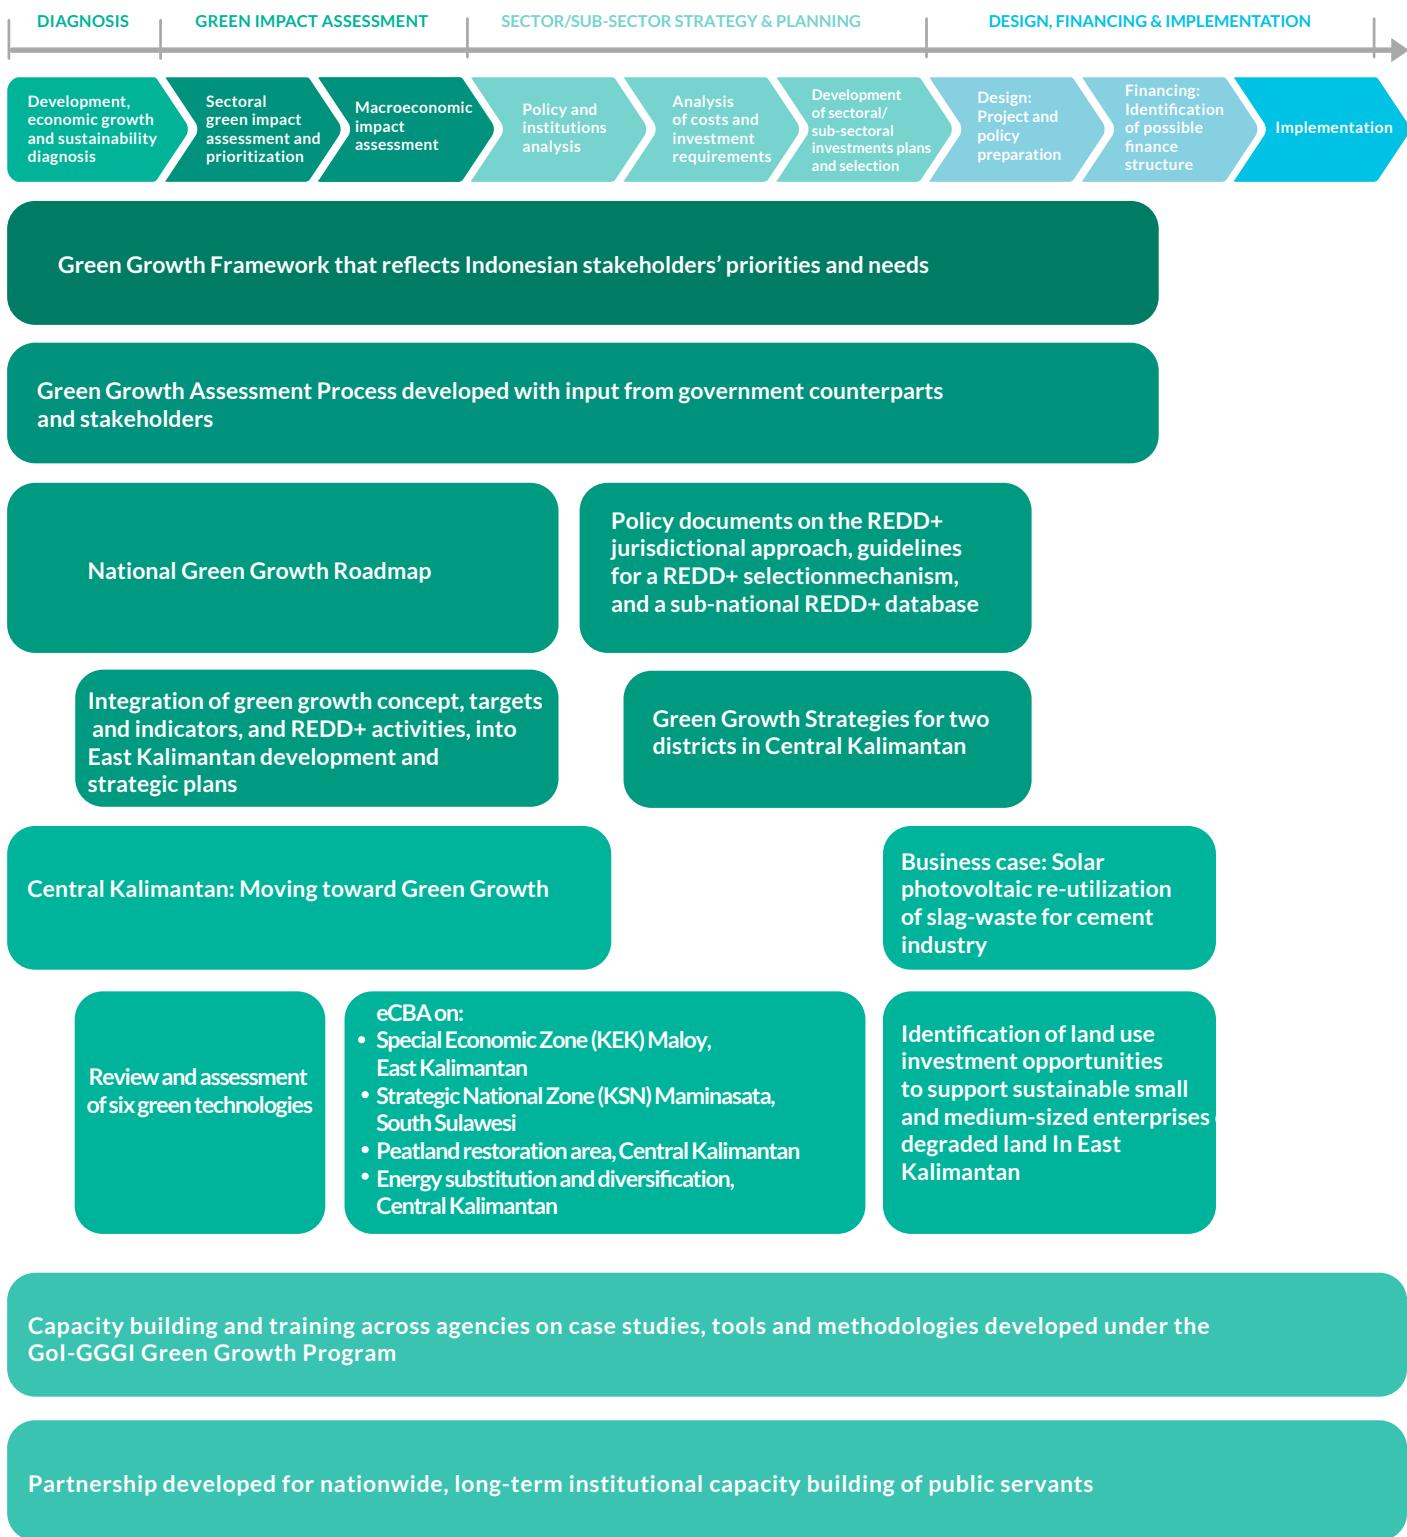 DIAGNOSIS
GREEN IMPACT ASSESSMENT
SECTOR/SUB-SECTOR STRATEGY & PLANNING
DESIGN, FINANCING & IMPLEMENTATION
Development,
economic growth
and sustainability
diagnosis
Sectoral
green impact
assessment and
prioritization
Macroeconomic
impact
assessment
Policy and
institutions
analysis
Analysis
of costs and
investment
requirements
Development
of sectoral/
sub-sectoral
investments plans
and selection
Design:
Project and
policy
preparation
Financing:
Identification
of possible
finance
structure
Implementation
Green Growth Framework that reflects Indonesian stakeholders’ priorities and needs
Green Growth Assessment Process developed with input from government counterparts
and stakeholders
National Green Growth Roadmap
Policy documents on the REDD+
jurisdictional approach, guidelines
for a REDD+ selectionmechanism,
and a sub-national REDD+ database
Integration of green growth concept, targets
and indicators, and REDD+ activities, into
East Kalimantan development and
strategic plans
Green Growth Strategies for two
districts in Central Kalimantan
Central Kalimantan: Moving toward Green Growth
Business case: Solar
photovoltaic re-utilization
of slag-waste for cement
industry
Review and assessment
of six green technologies
eCBA on:
• Special Economic Zone (KEK) Maloy,
East Kalimantan
• Strategic National Zone (KSN) Maminasata,
South Sulawesi
• Peatland restoration area, Central Kalimantan
• Energy substitution and diversification,
Central Kalimantan
Identification of land use
investment opportunities
to support sustainable small
and medium-sized enterprises
degraded land In East
Kalimantan
Capacity building and training across agencies on case studies, tools and methodologies developed under the
GoI-GGGI Green Growth Program
Partnership developed for nationwide, long-term institutional capacity building of public servants